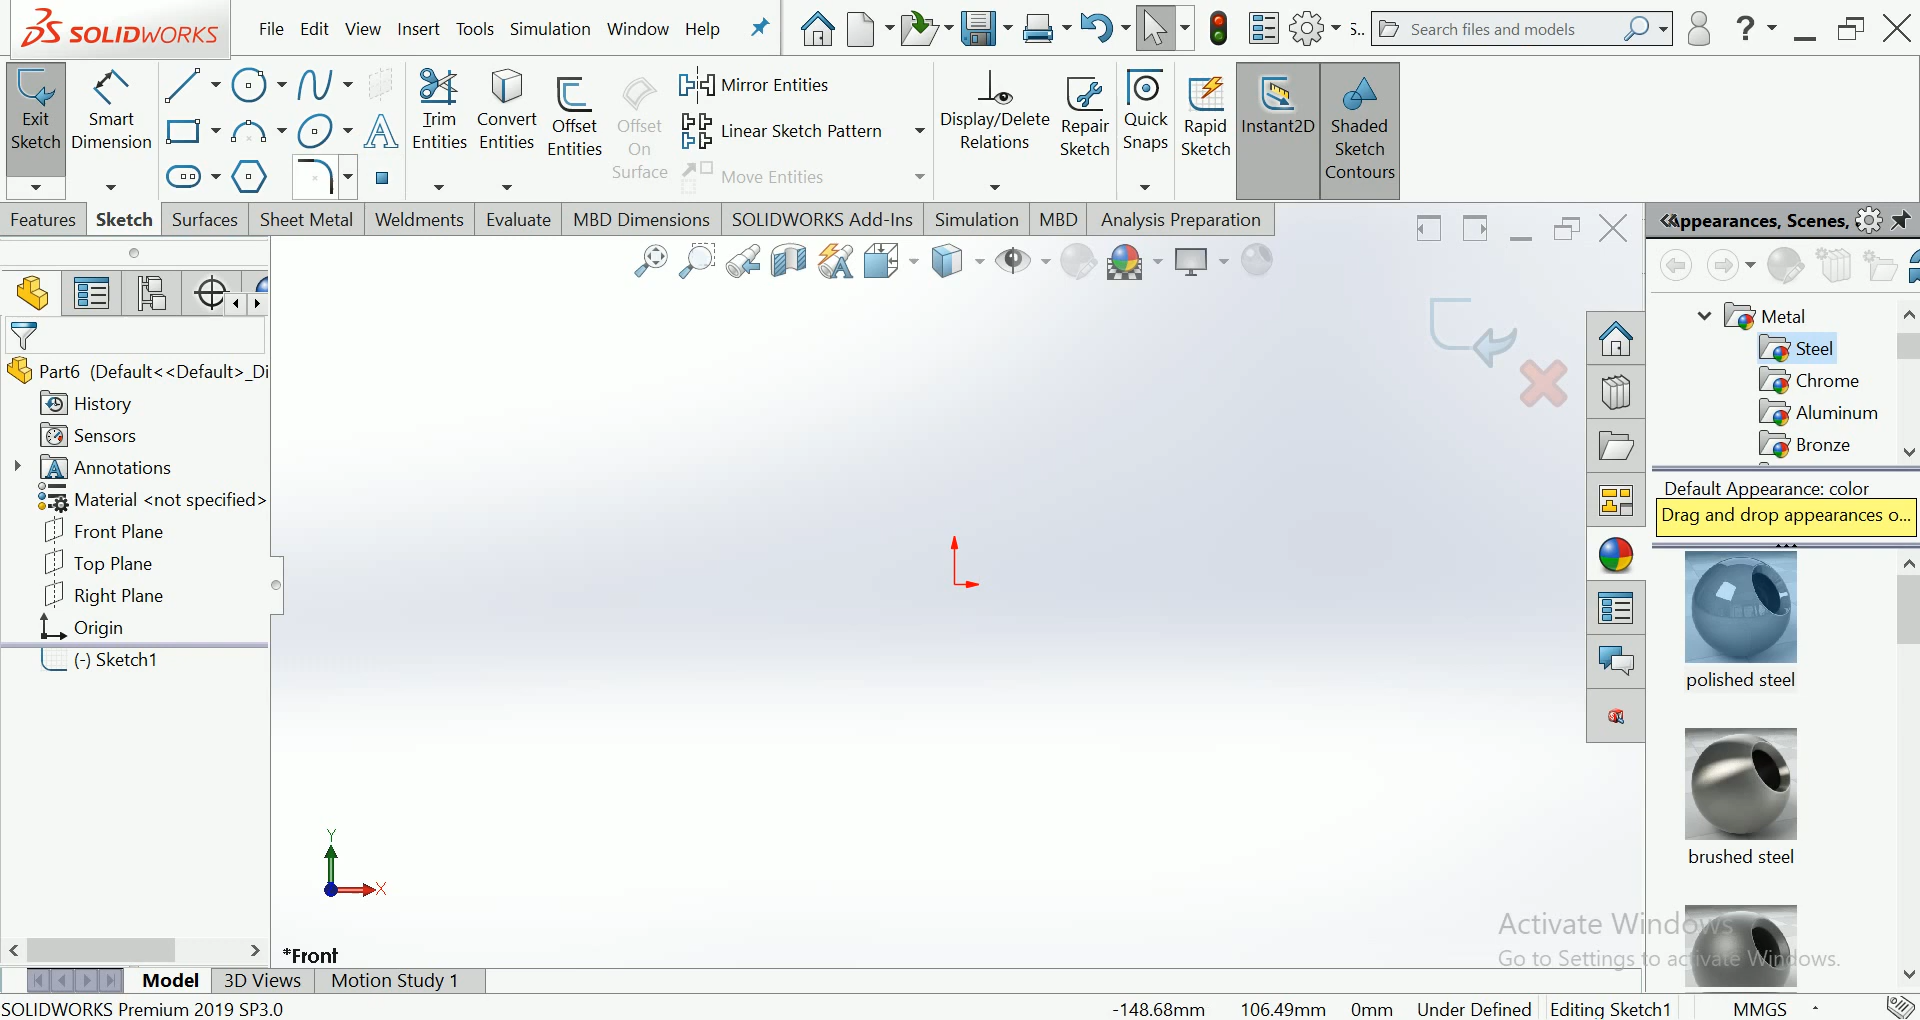 SOLIDWORKS File Edit View Insert Tools Simulation Window Help S.. Search files and models ?
Exit Sketch
Smart Dimension
Trim Entities
Convert Entities
Offset Entities
Offset On Surface
Mirror Entities
Linear Sketch Pattern
Move Entities
Display/Delete Relations
Repair Sketch
Quick Snaps
Rapid Sketch
Instant2D
Shaded Sketch Contours
Features Sketch Surfaces Sheet Metal Weldments Evaluate MBD Dimensions SOLIDWORKS Add-Ins Simulation MBD Analysis Preparation
Appearances, Scenes,
Part6 (Default<<Default>_Di
History
Sensors
Annotations
Material <not specified>
Front Plane
Top Plane
Right Plane
Origin
(-) Sketch1
Metal
Steel
Chrome
Aluminum
Bronze
Default Appearance: color
Drag and drop appearances o...
polished steel
brushed steel
Y
X
*Front
Activate Windows
Go to Settings to activate Windows.
Model 3D Views Motion Study 1
SOLIDWORKS Premium 2019 SP3.0 -148.68mm 106.49mm 0mm Under Defined Editing Sketch1 MMGS